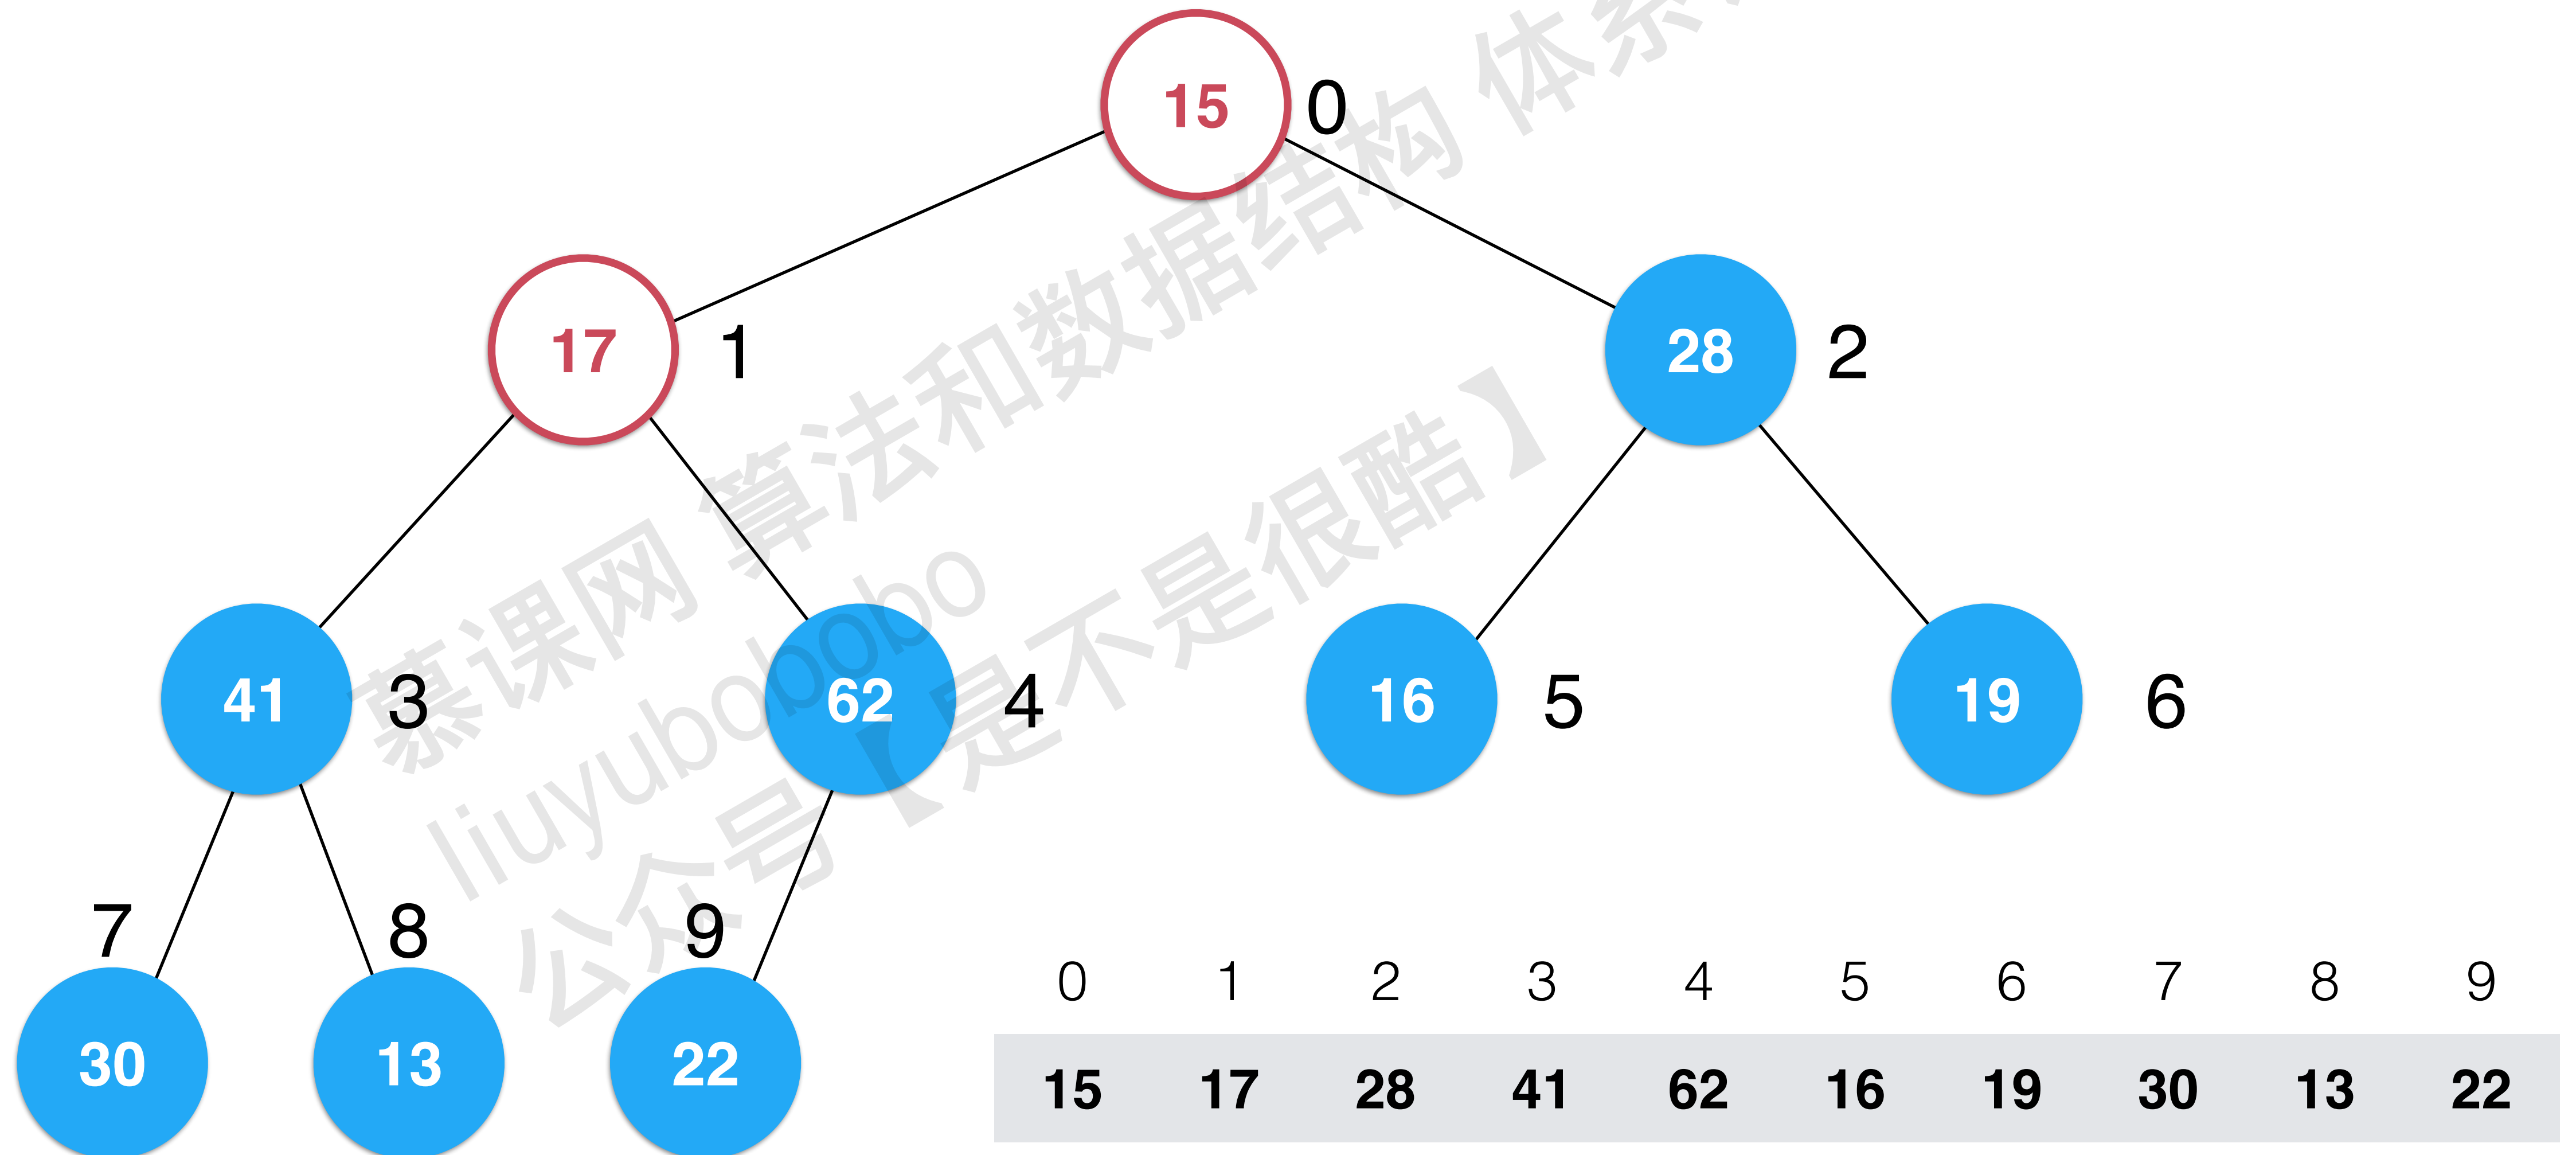 15 0
17 1 28 2
41 3 62 4 16 5 19 6
7 8 9
30 13 22
0 1 2 3 4 5 6 7 8 9
15 17 28 41 62 16 19 30 13 22
慕课网 算法和数据结构 体系
liuyubobobo
公众号【是不是很酷】